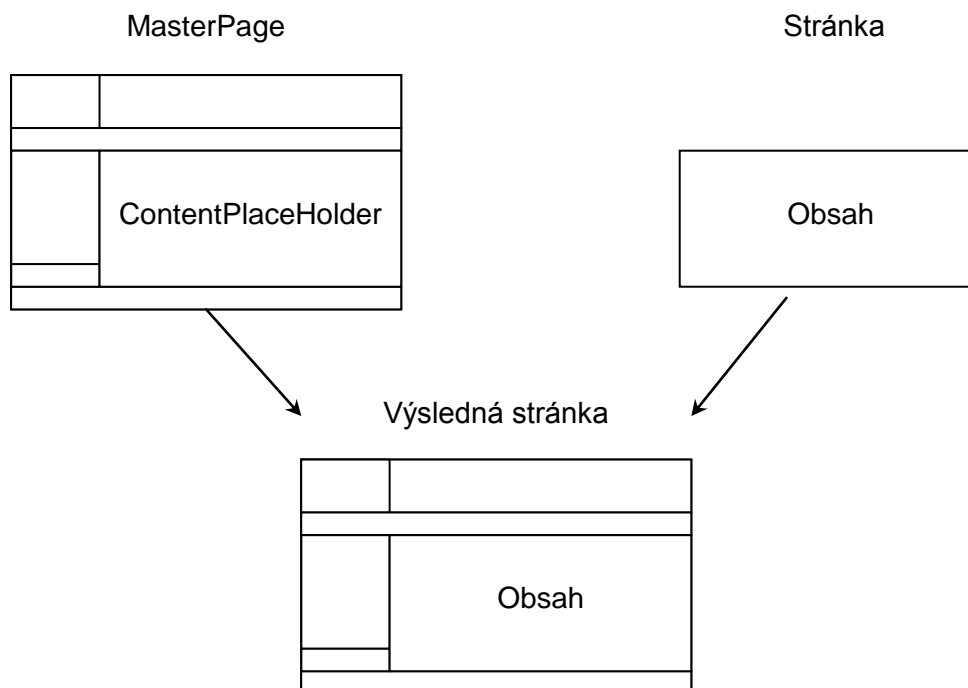 MasterPage
Stránka
ContentPlaceHolder
Obsah
Výsledná stránka
Obsah